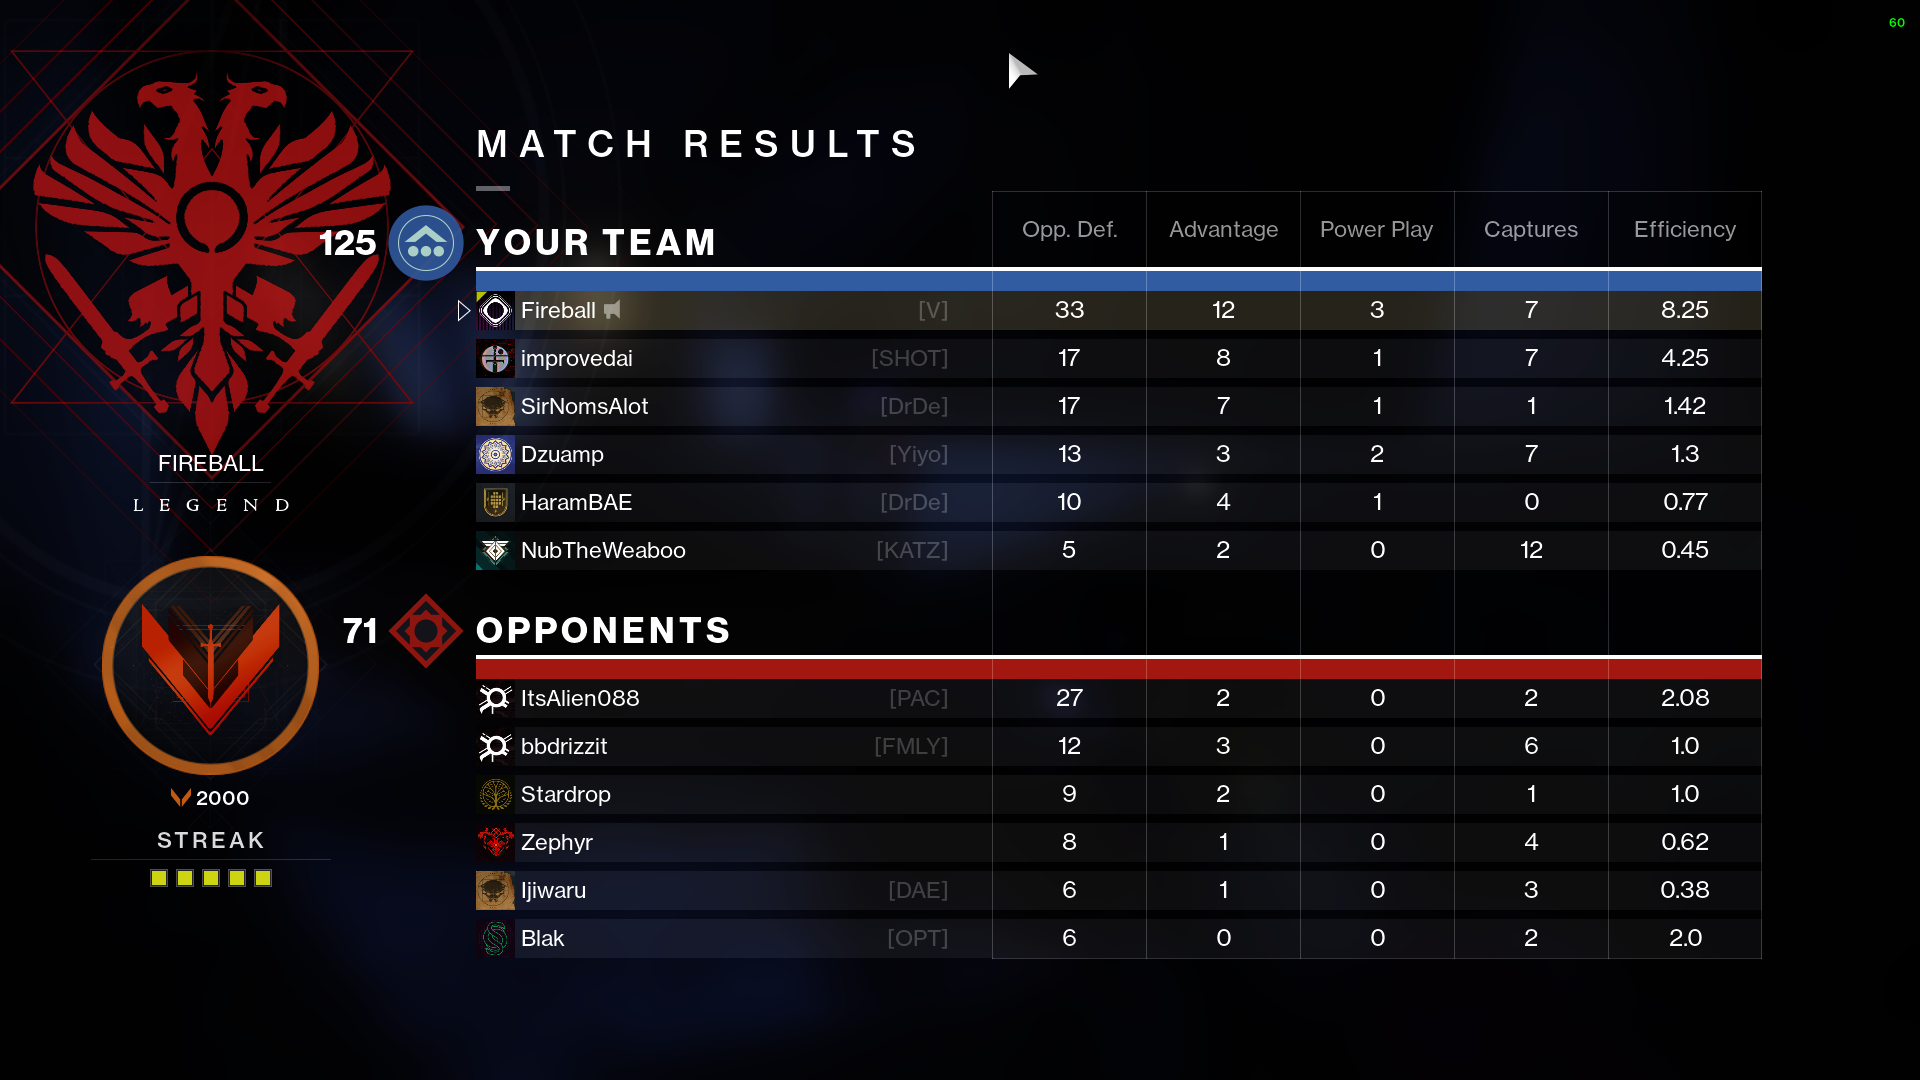 60
MATCH RESULTS
125 YOUR TEAM Opp. Def. Advantage Power Play Captures Efficiency
Fireball [V] 33 12 3 7 8.25
improvedai [SHOT] 17 8 1 7 4.25
SirNomsAlot [DrDe] 17 7 1 1 1.42
Dzuamp [Yiyo] 13 3 2 7 1.3
HaramBAE [DrDe] 10 4 1 0 0.77
NubTheWeaboo [KATZ] 5 2 0 12 0.45
71 OPPONENTS
ItsAlien088 [PAC] 27 2 0 2 2.08
bbdrizzit [FMLY] 12 3 0 6 1.0
Stardrop 9 2 0 1 1.0
Zephyr 8 1 0 4 0.62
Ijiwaru [DAE] 6 1 0 3 0.38
Blak [OPT] 6 0 0 2 2.0
FIREBALL
LEGEND
2000
STREAK